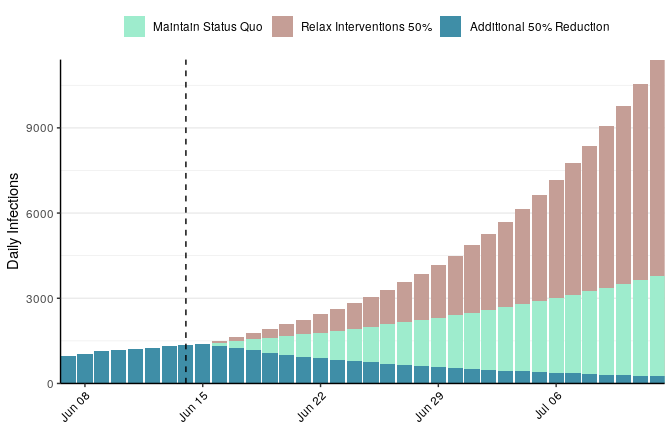 Maintain Status Quo Relax Interventions 50% Additional 50% Reduction
Daily Infections
9000
6000
3000
0
Jun 08 Jun 15 Jun 22 Jun 29 Jul 06